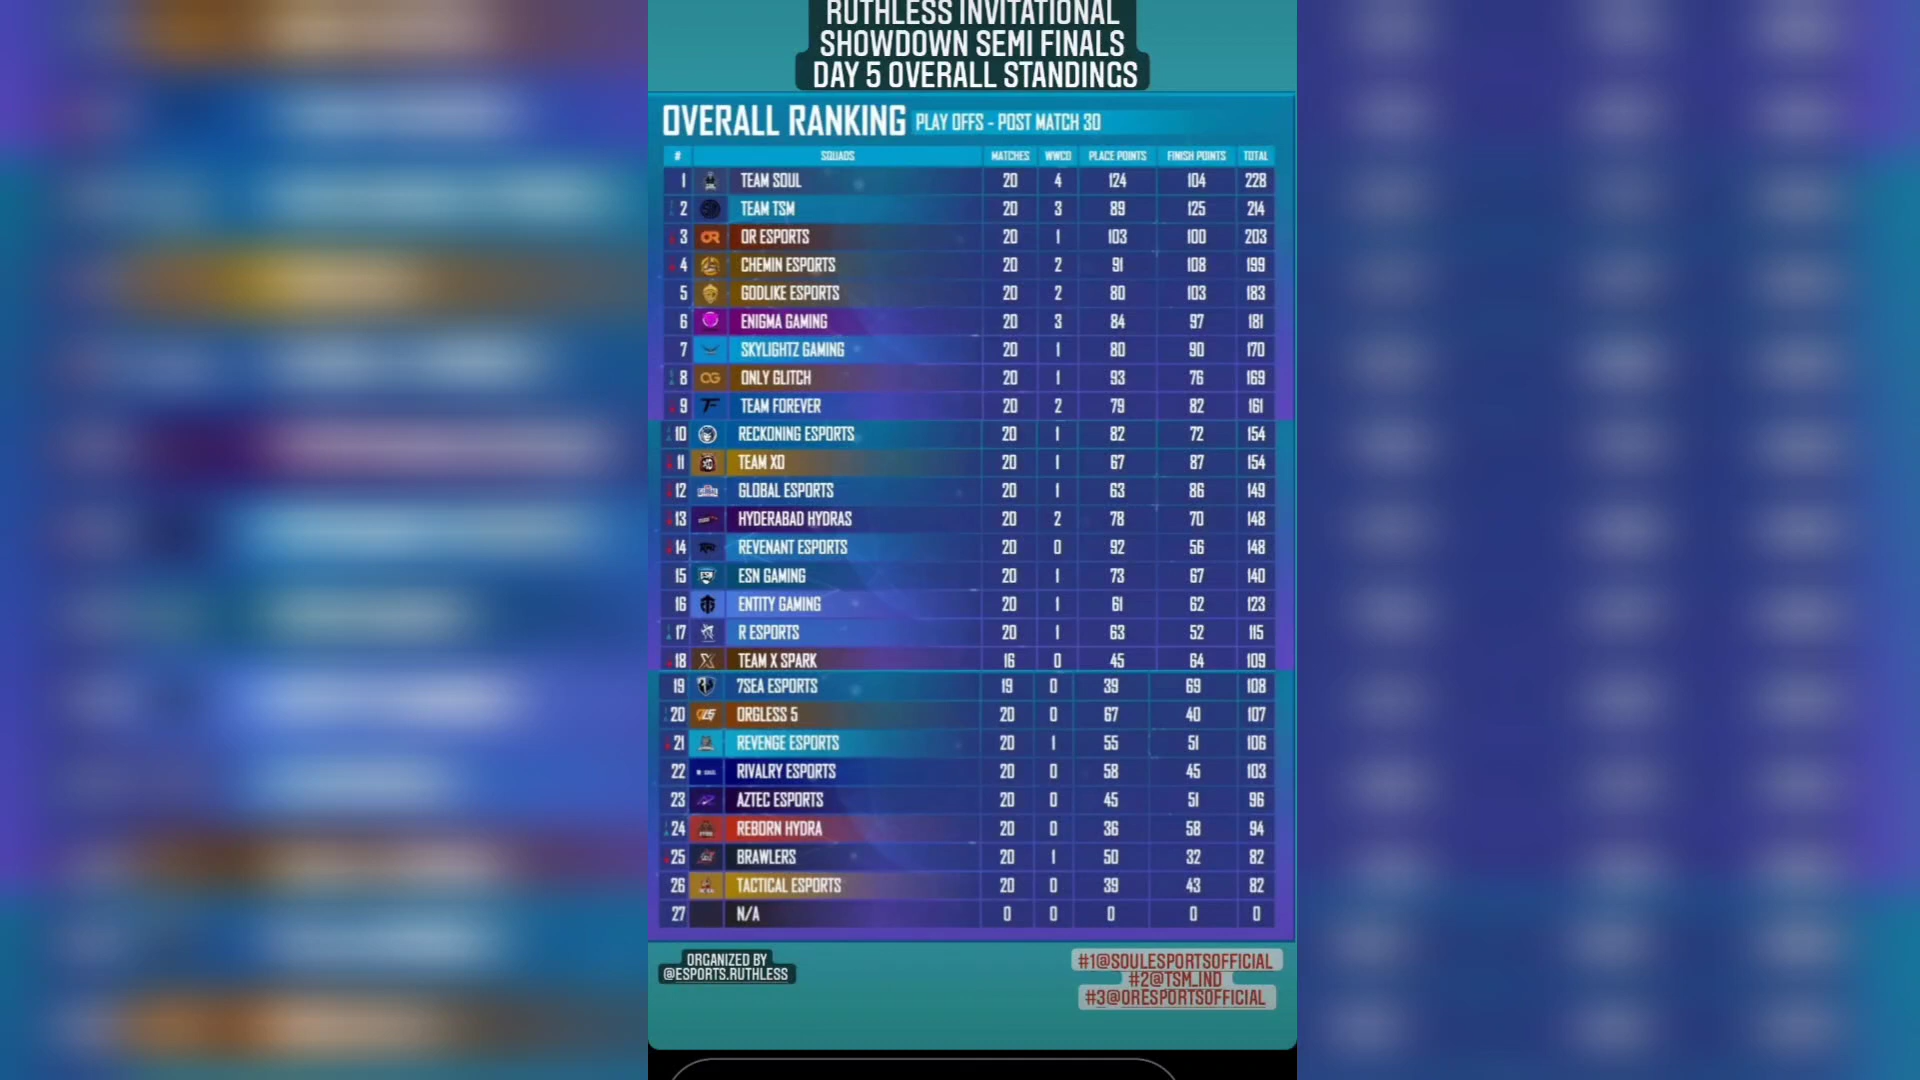 RUTHLESS INVITATIONAL
SHOWDOWN SEMI FINALS
DAY 5 OVERALL STANDINGS
OVERALL RANKING PLAY OFFS - POST MATCH 30
# SQUADS MATCHES WWCD PLACE POINTS FINISH POINTS TOTAL
1 TEAM SOUL 20 4 124 104 228
2 TEAM TSM 20 3 89 125 214
3 OR OR ESPORTS 20 1 103 100 203
4 CHEMIN ESPORTS 20 2 91 108 199
5 GODLIKE ESPORTS 20 2 80 103 183
6 ENIGMA GAMING 20 3 84 97 181
7 SKYLIGHTZ GAMING 20 1 80 90 170
8 OG ONLY GLITCH 20 1 93 76 169
9 TF TEAM FOREVER 20 2 79 82 161
10 RECKONING ESPORTS 20 1 82 72 154
11 XO TEAM XO 20 1 67 87 154
12 GLOBAL ESPORTS 20 1 63 86 149
13 HYDERABAD HYDRAS 20 2 78 70 148
14 REVENANT ESPORTS 20 0 92 56 148
15 ESN ESN GAMING 20 1 73 67 140
16 ENTITY GAMING 20 1 61 62 123
17 R ESPORTS 20 1 63 52 115
18 X TEAM X SPARK 16 0 45 64 109
19 7SEA ESPORTS 19 0 39 69 108
20 ORGLESS 5 20 0 67 40 107
21 REVENGE ESPORTS 20 1 55 51 106
22 RIVALRY ESPORTS 20 0 58 45 103
23 AZTEC ESPORTS 20 0 45 51 96
24 REBORN HYDRA 20 0 36 58 94
25 BRAWLERS 20 1 50 32 82
26 TACTICAL ESPORTS 20 0 39 43 82
27 N/A 0 0 0 0 0
ORGANIZED BY
@ESPORTS.RUTHLESS
#1@SOULESPORTSOFFICIAL
#2@TSM_IND
#3@ORESPORTSOFFICIAL